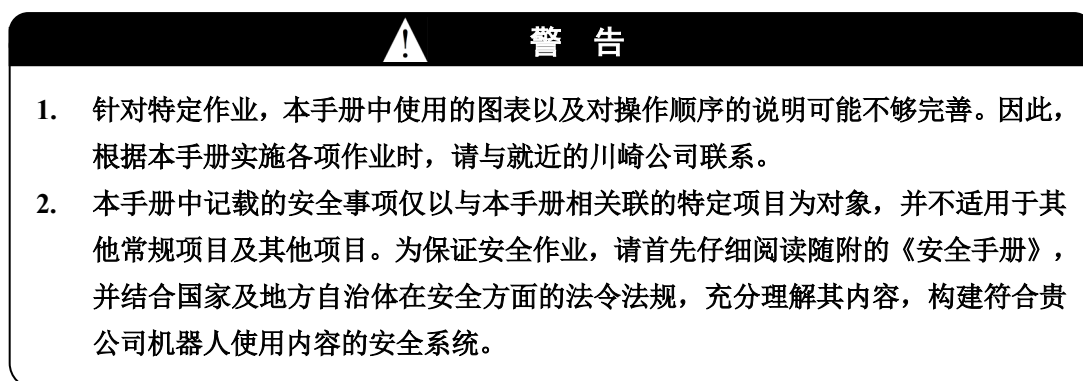 警 告
1. 针对特定作业，本手册中使用的图表以及对操作顺序的说明可能不够完善。因此，
根据本手册实施各项作业时，请与就近的川崎公司联系。
2. 本手册中记载的安全事项仅以与本手册相关联的特定项目为对象，并不适用于其
他常规项目及其他项目。为保证安全作业，请首先仔细阅读随附的《安全手册》，
并结合国家及地方自治体在安全方面的法令法规，充分理解其内容，构建符合贵
公司机器人使用内容的安全系统。